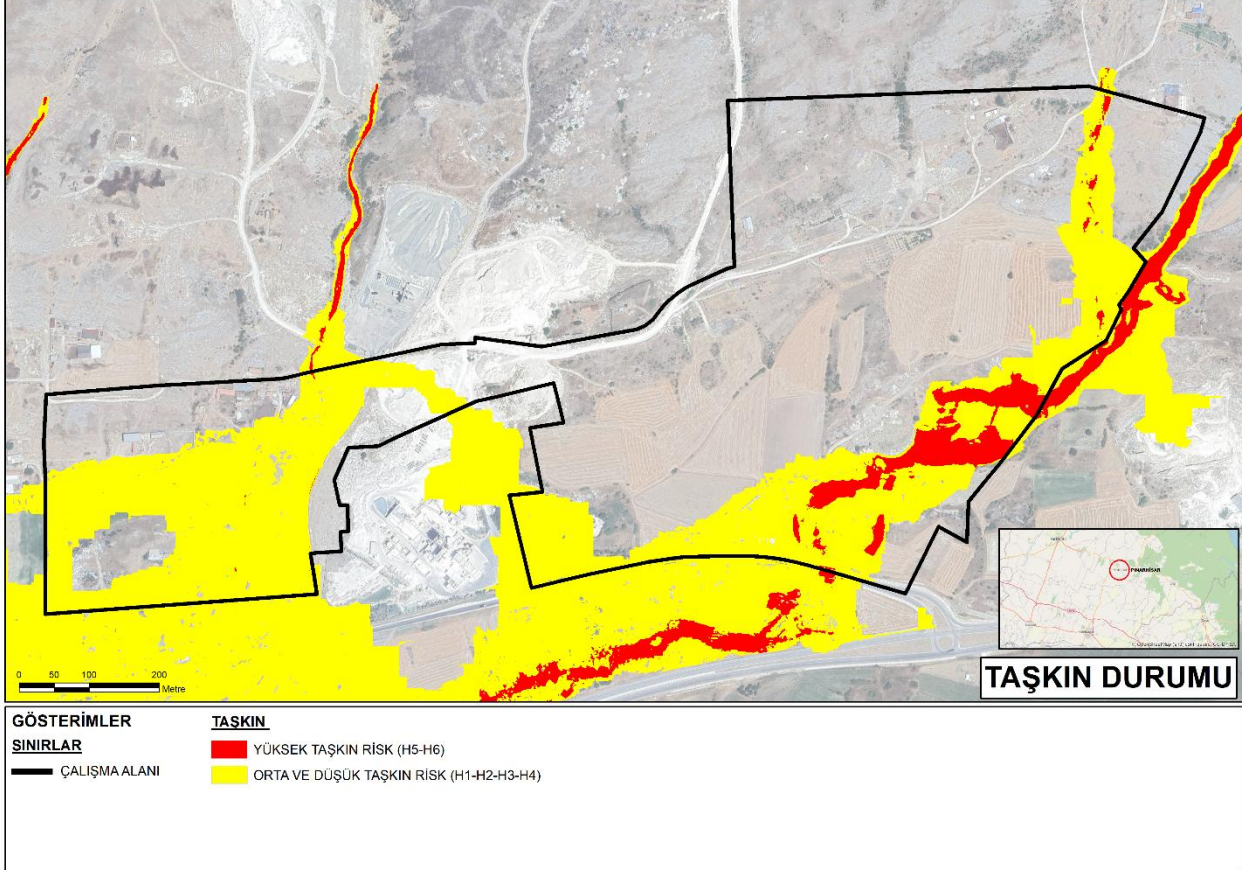 PINARHİSAR
TAŞKIN DURUMU
0 50 100 200
Metre
GÖSTERİMLER
SINIRLAR
ÇALIŞMA ALANI
TAŞKIN
YÜKSEK TAŞKIN RİSK (H5-H6)
ORTA VE DÜŞÜK TAŞKIN RİSK (H1-H2-H3-H4)